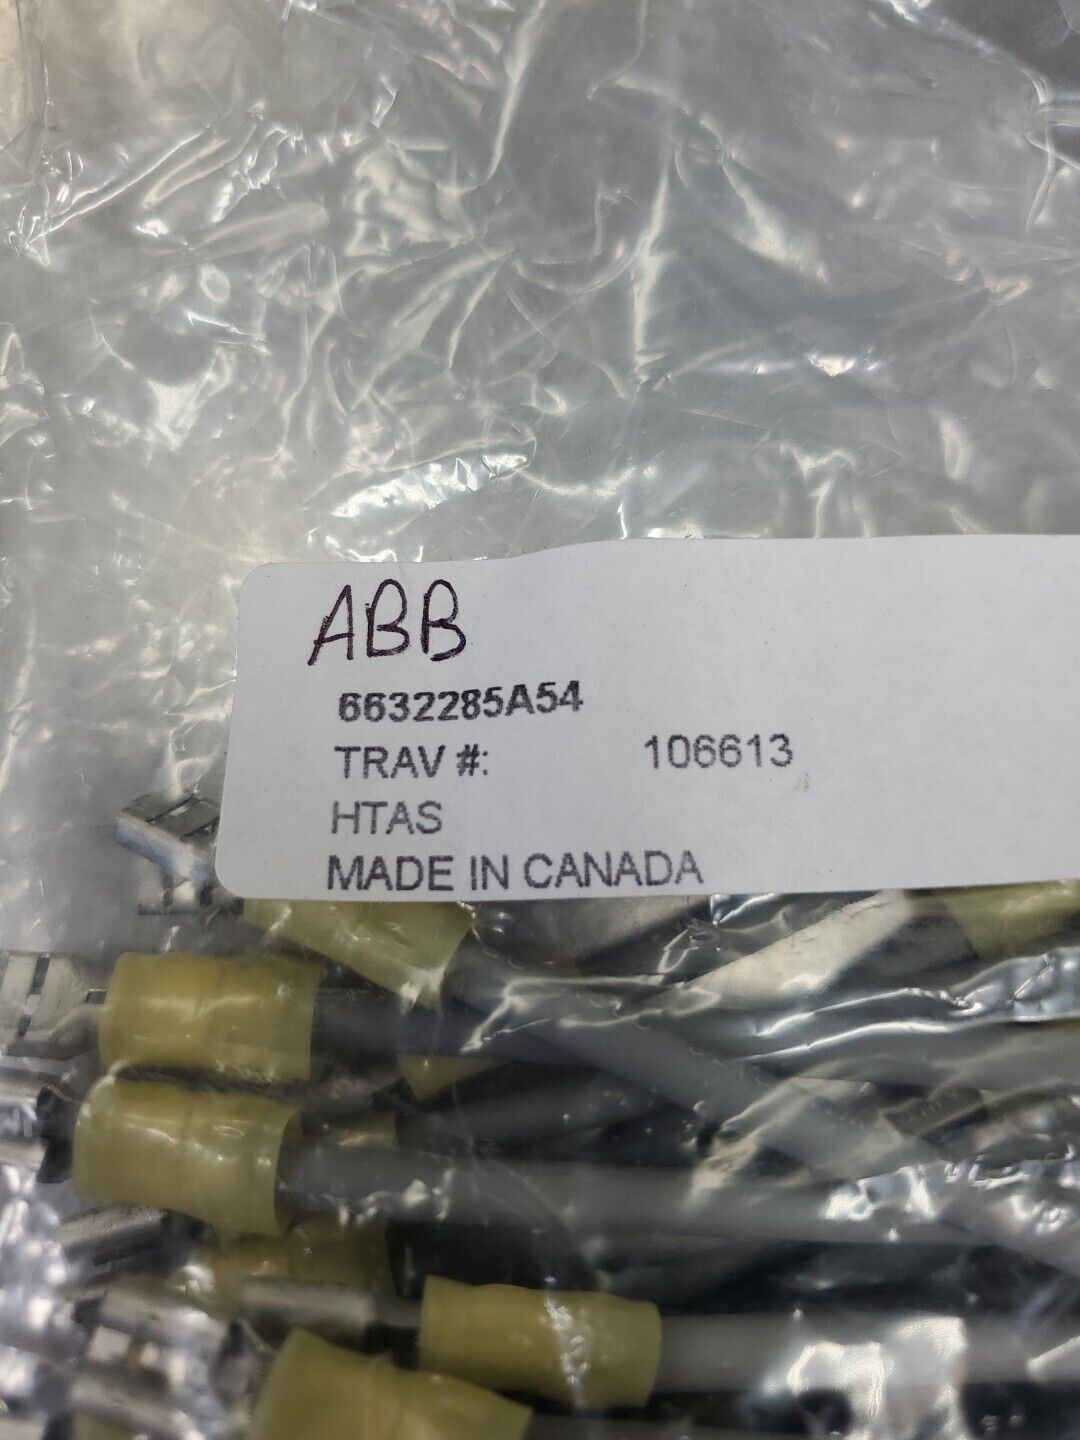 ABB
6632285A54
TRAV #: 106613
HTAS
MADE IN CANADA